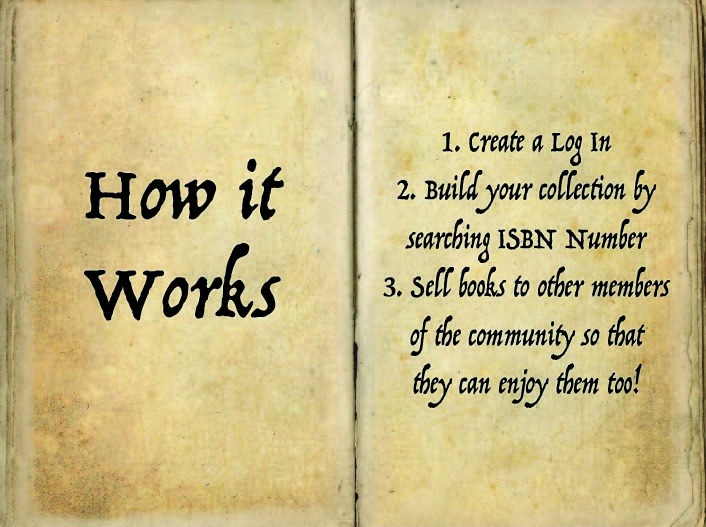 How it
Works
1. Create a Log In
2. Build your collection by
searching ISBN Number
3. Sell books to other members
of the community so that
they can enjoy them too!